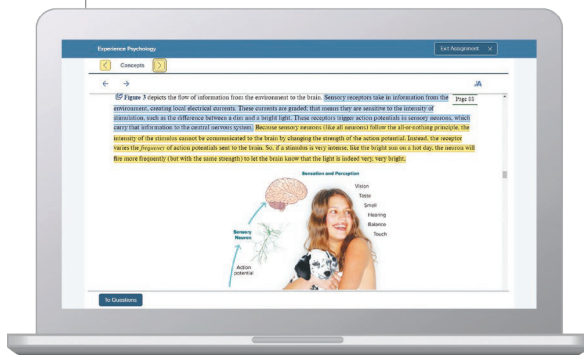 Experience Psychology
Exit Assignment ×
Concepts
Figure 3 depicts the flow of information from the environment to the brain. Sensory receptors take in information from the
Page 88
environment, creating local electrical currents. These currents are graded; that means they are sensitive to the intensity of
stimulation, such as the difference between a dim and a bright light. These receptors trigger action potentials in sensory neurons, which
carry that information to the central nervous system. Because sensory neurons (like all neurons) follow the all-or-nothing principle, the
intensity of the stimulus cannot be communicated to the brain by changing the strength of the action potential. Instead, the receptor
varies the frequency of action potentials sent to the brain. So, if a stimulus is very intense, like the bright sun on a hot day, the neuron will
fire more frequently (but with the same strength) to let the brain know that the light is indeed very, very bright.
Sensation and Perception
Vision
Taste
Smell
Hearing
Balance
Touch
Sensory
Neuron
Action
potential
To Questions